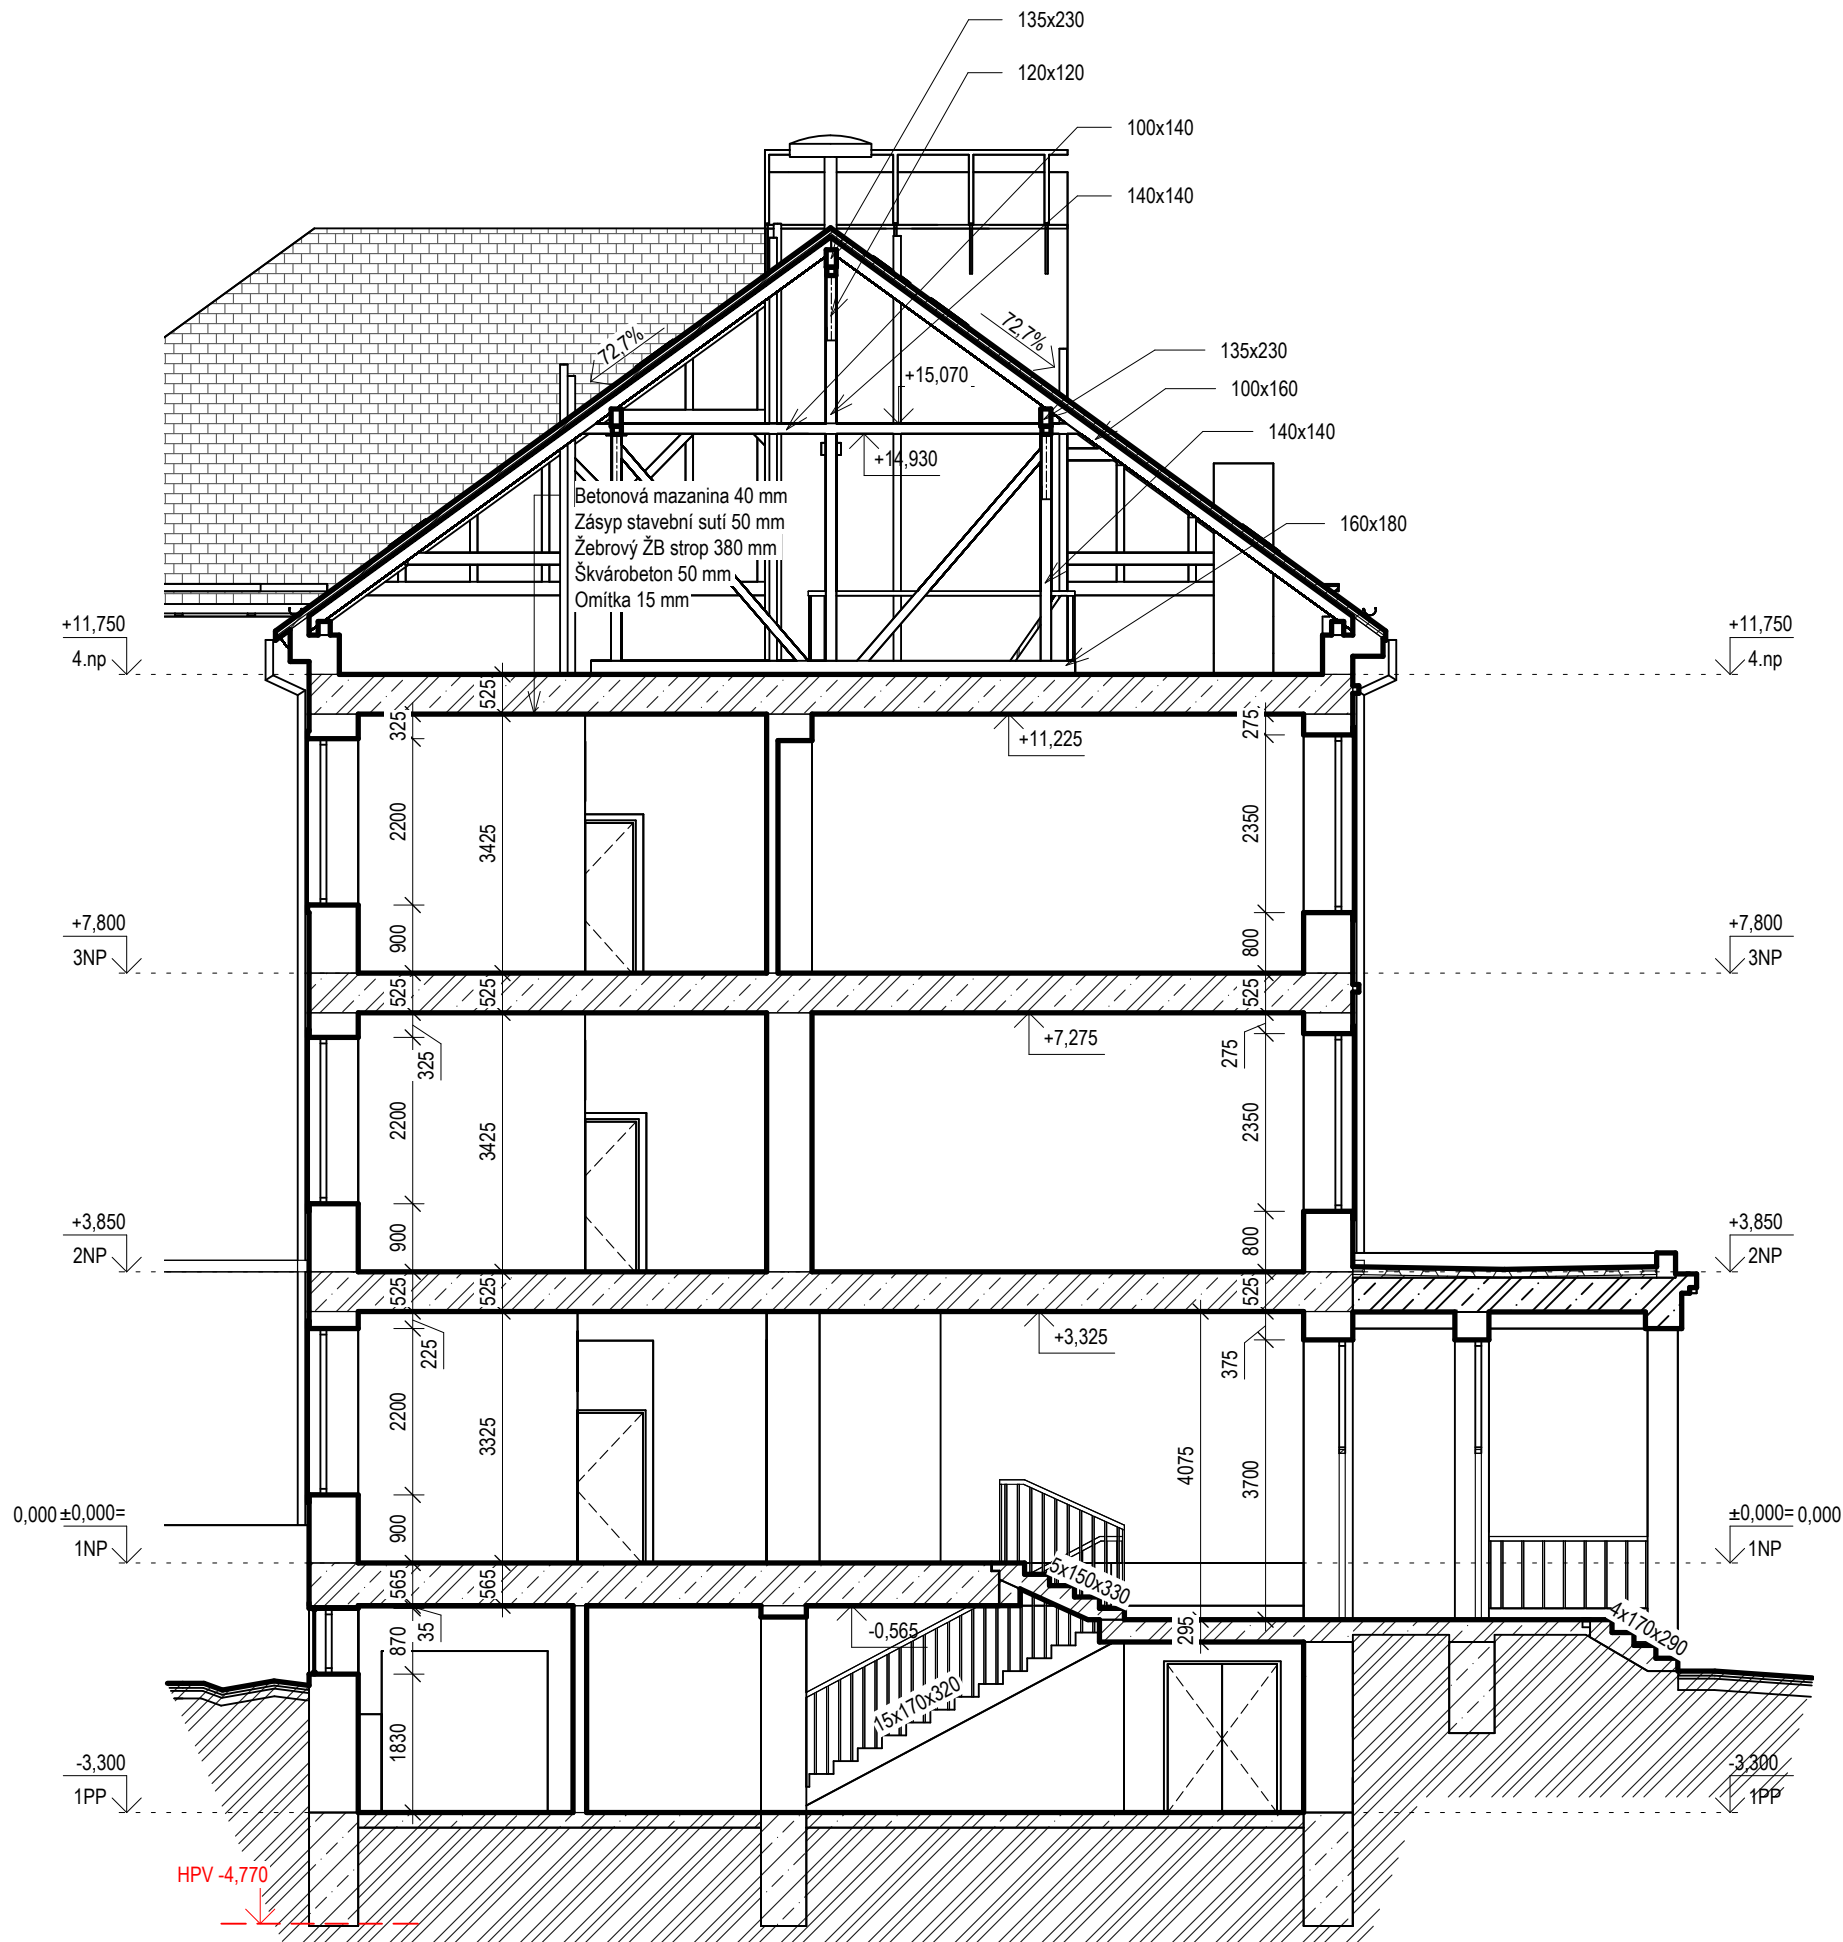 135x230
120x120
100x140
140x140
72,7%
72,7%
135x230
+15,070
100x160
140x140
+14,930
Betonová mazanina 40 mm
Zásyp stavební sutí 50 mm
Žebrový ŽB strop 380 mm
Škvárobeton 50 mm
Omítka 15 mm
160x180
+11,750
4.np
+11,750
4.np
525
325
275
+11,225
2200
3425
2350
+7,800
3NP
900
800
+7,800
3NP
525
525
525
325
+7,275
275
2200
3425
2350
+3,850
2NP
900
800
+3,850
2NP
525
525
525
225
+3,325
375
2200
3325
4075
3700
0,000 ±0,000=
1NP
900
±0,000= 0,000
1NP
565
565
5x150x330
35
870
-0,565
295
4x170x290
15x170x320
1830
-3,300
1PP
-3,300
1PP
HPV -4,770